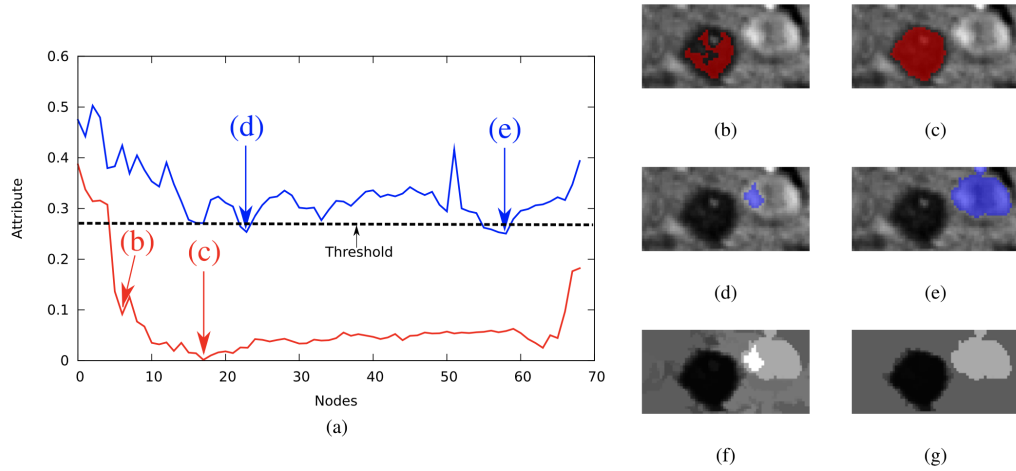 0.6
0.5
0.4
0.3
0.2
0.1
0
Attribute
(d)
(e)
(b)
(c)
Threshold
0 10 20 30 40 50 60 70
Nodes
(a)
(b) (c)
(d) (e)
(f) (g)